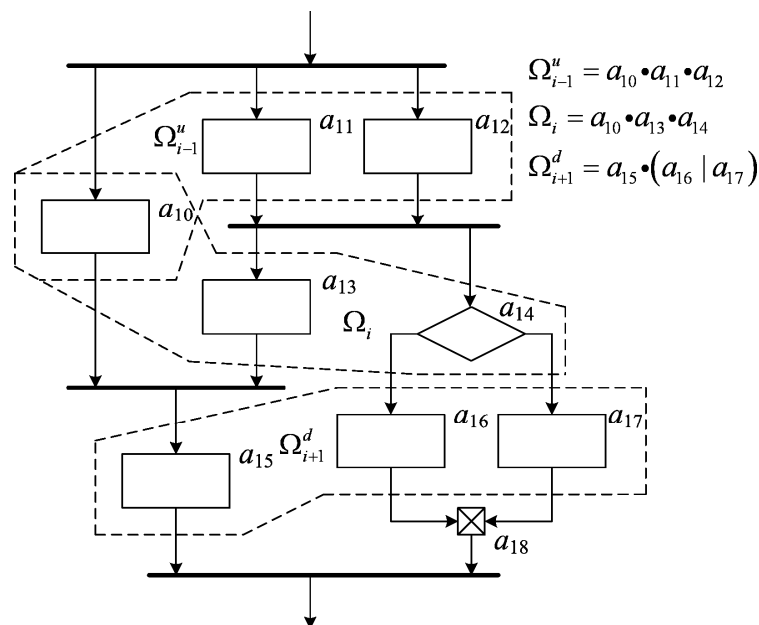 Ω^u_{i-1} = a_{10}•a_{11}•a_{12}
Ω_i = a_{10}•a_{13}•a_{14}
Ω^d_{i+1} = a_{15}•(a_{16} | a_{17})
Ω^u_{i-1}
a_{11}
a_{12}
a_{10}
a_{13}
a_{14}
Ω_i
a_{16}
a_{17}
a_{15}
Ω^d_{i+1}
a_{18}